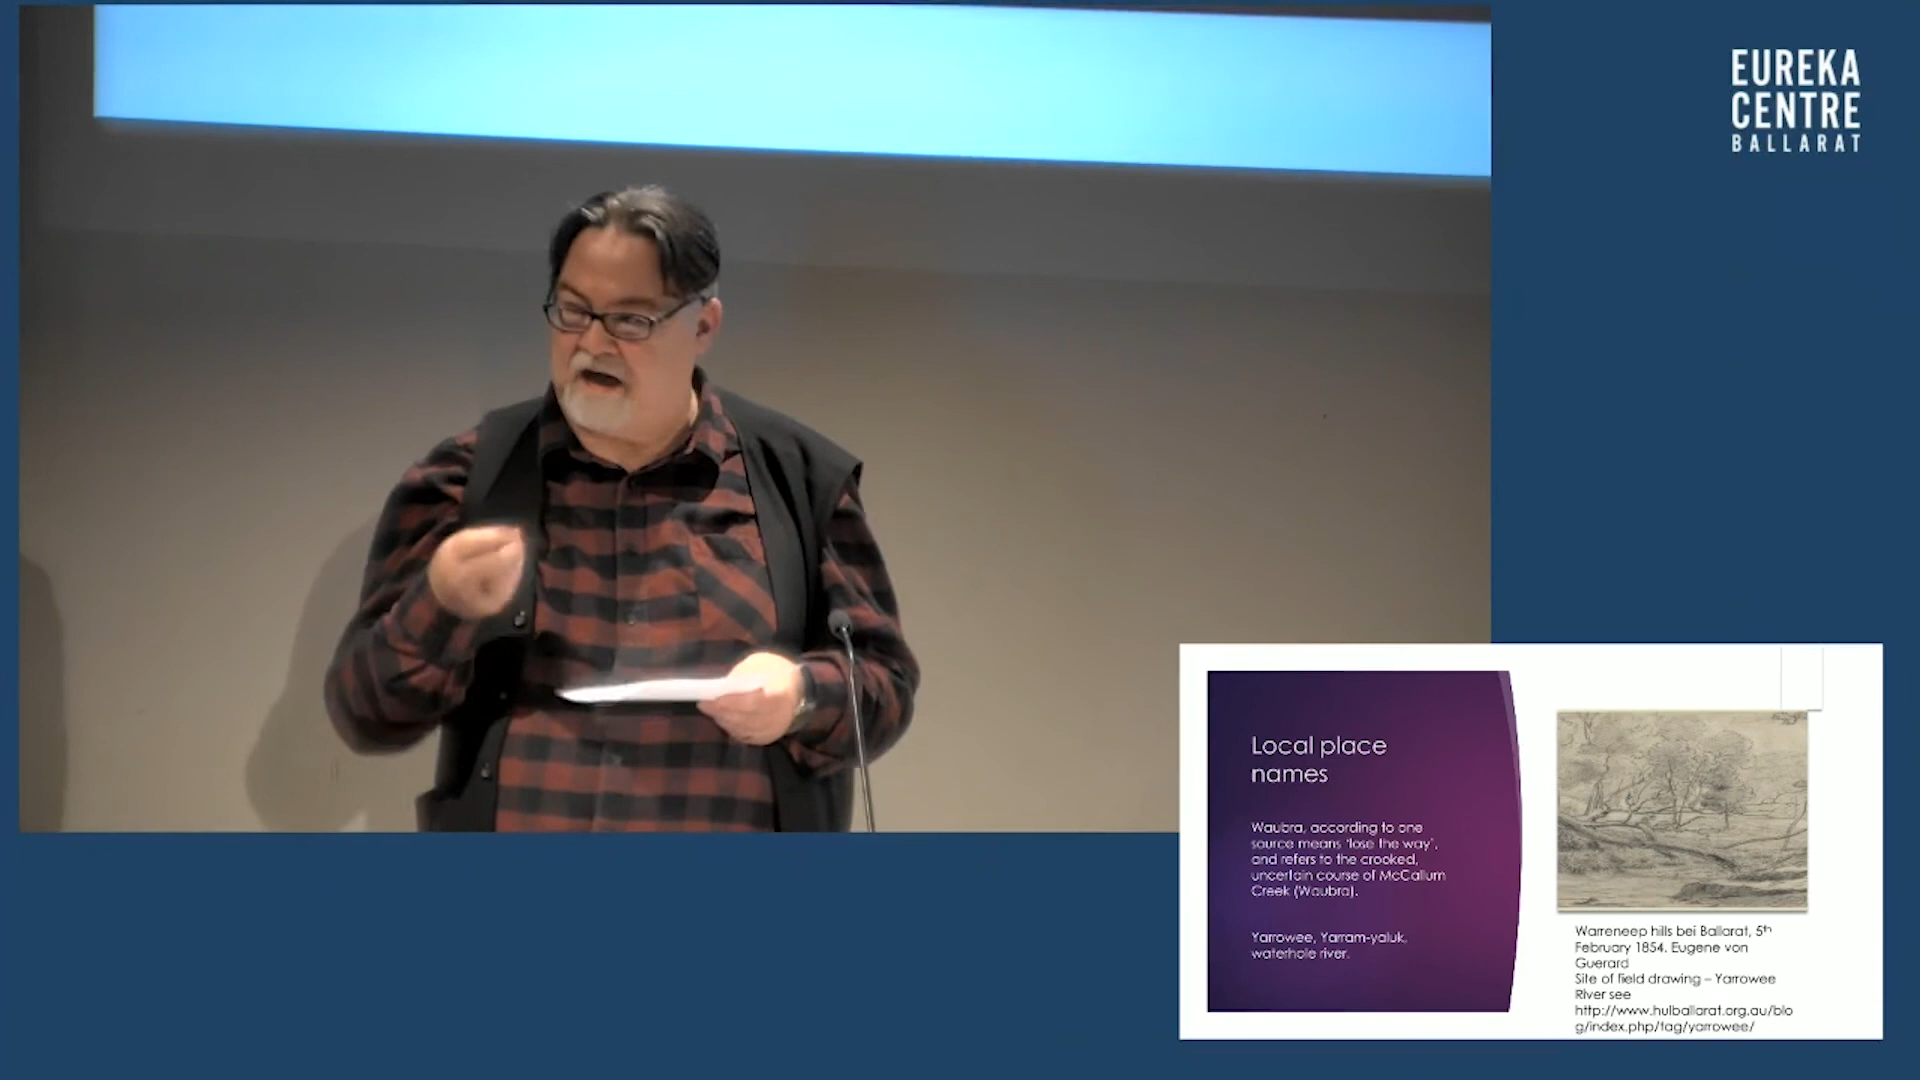 EUREKA
CENTRE
BALLARAT
Local place
names
Waubra, according to one
source means 'lose the way',
and refers to the crooked,
uncertain course of McCallum
Creek (Waubra).
Yarrowee, Yarram-yaluk,
waterhole river.
Warreneep hills bei Ballarat, 5th
February 1854. Eugene von
Guerard
Site of field drawing – Yarrowee
River see
http://www.hulballarat.org.au/blo
g/index.php/tag/yarrowee/